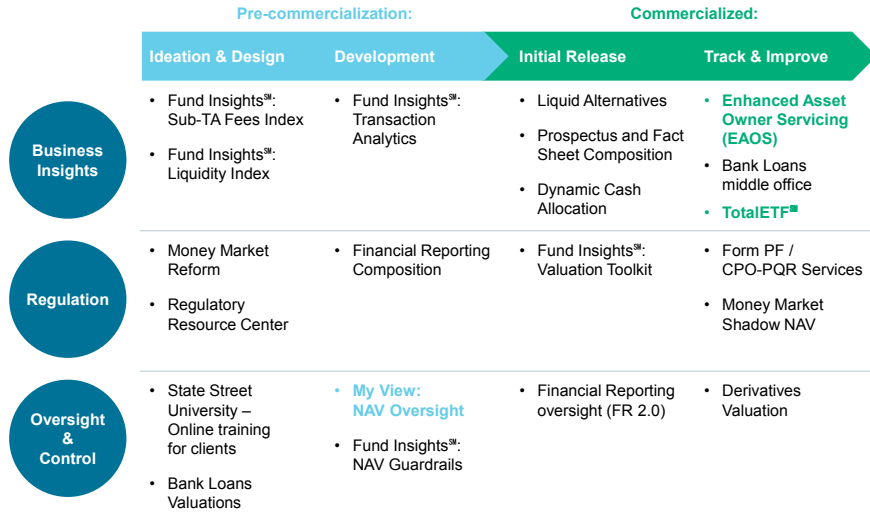 Pre-commercialization:
Commercialized:
Ideation & Design
Development
Initial Release
Track & Improve
Business
Insights
• Fund Insights℠:
Sub-TA Fees Index
• Fund Insights℠:
Liquidity Index
• Fund Insights℠:
Transaction
Analytics
• Liquid Alternatives
• Prospectus and Fact
Sheet Composition
• Dynamic Cash
Allocation
• Enhanced Asset
Owner Servicing
(EAOS)
• Bank Loans
middle office
• TotalETF℠
Regulation
• Money Market
Reform
• Regulatory
Resource Center
• Financial Reporting
Composition
• Fund Insights℠:
Valuation Toolkit
• Form PF /
CPO-PQR Services
• Money Market
Shadow NAV
Oversight
&
Control
• State Street
University –
Online training
for clients
• Bank Loans
Valuations
• My View:
NAV Oversight
• Fund Insights℠:
NAV Guardrails
• Financial Reporting
oversight (FR 2.0)
• Derivatives
Valuation